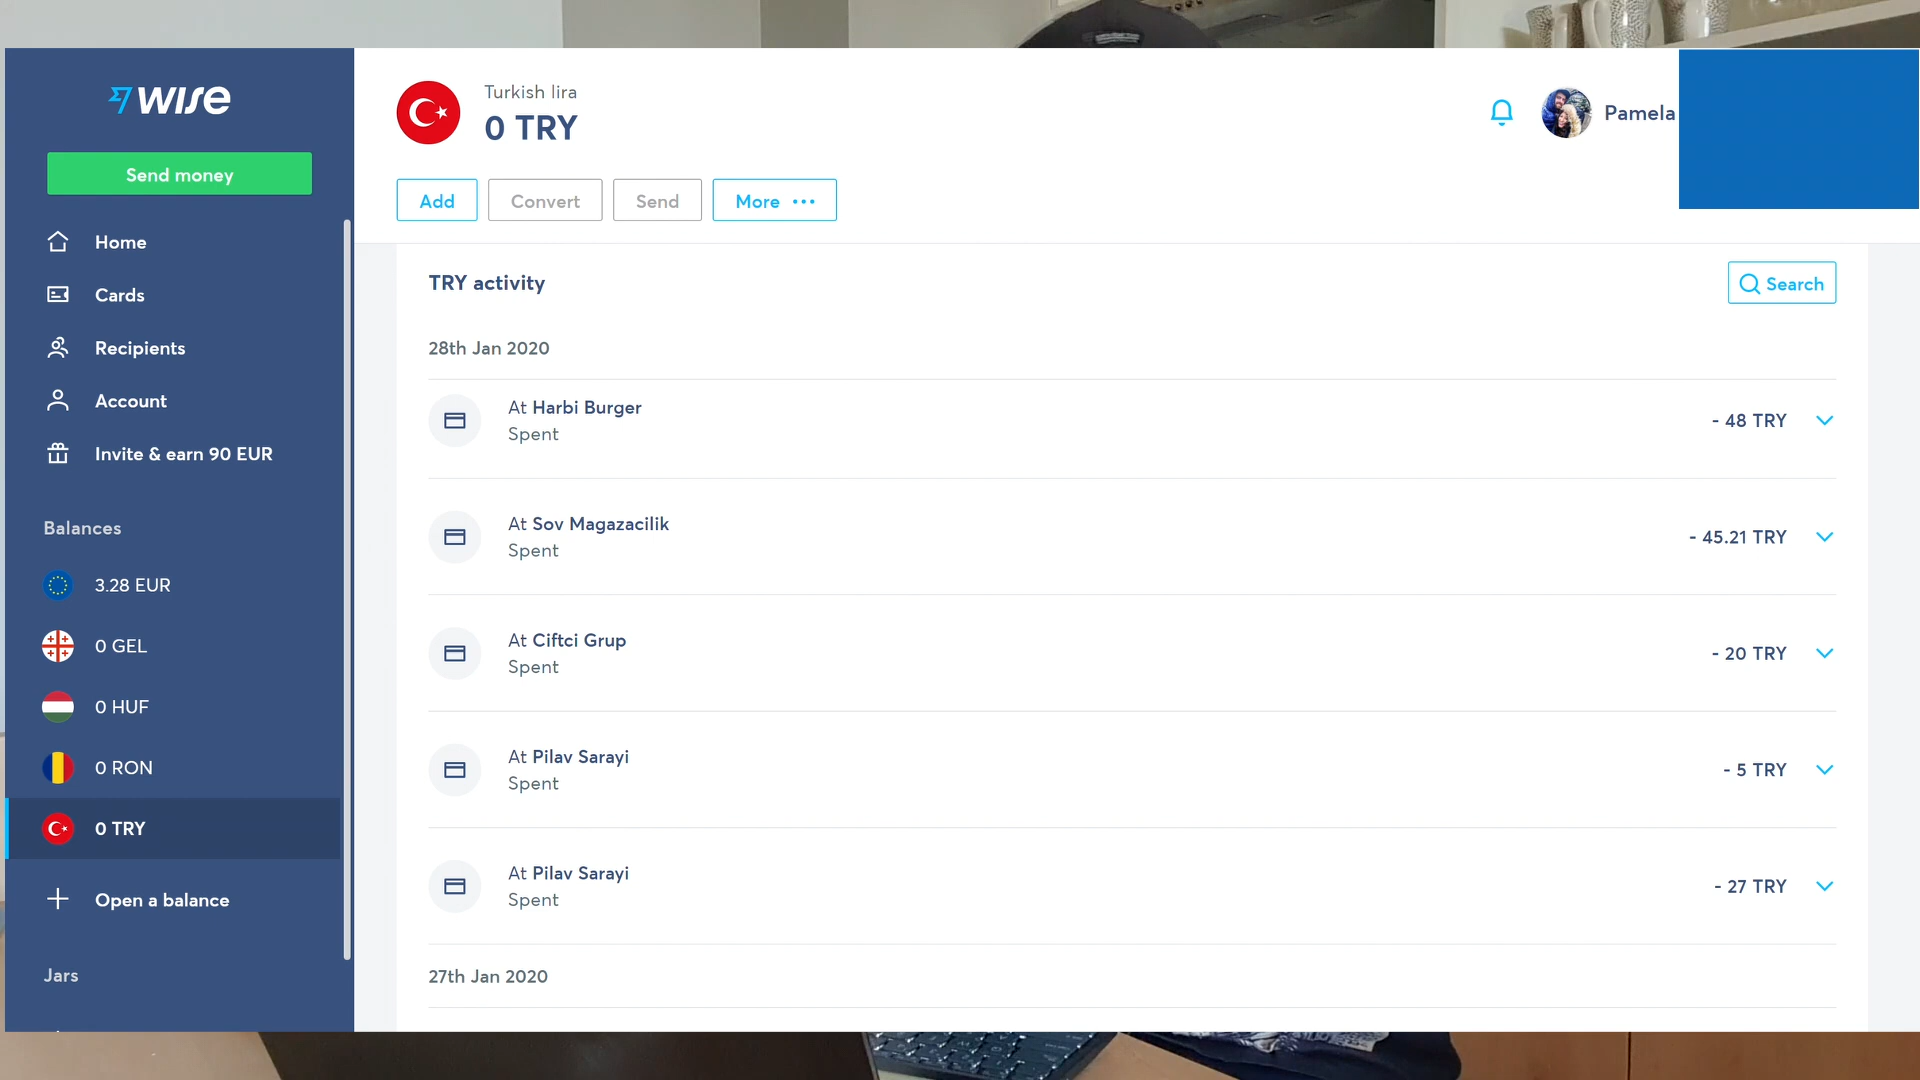 WISE
Send money
Home
Cards
Recipients
Account
Invite & earn 90 EUR
Balances
3.28 EUR
0 GEL
0 HUF
0 RON
0 TRY
Open a balance
Jars
Turkish lira
0 TRY
Pamela
Add
Convert
Send
More
TRY activity
Search
28th Jan 2020
At Harbi Burger
Spent
- 48 TRY
At Sov Magazacilik
Spent
- 45.21 TRY
At Ciftci Grup
Spent
- 20 TRY
At Pilav Sarayi
Spent
- 5 TRY
At Pilav Sarayi
Spent
- 27 TRY
27th Jan 2020